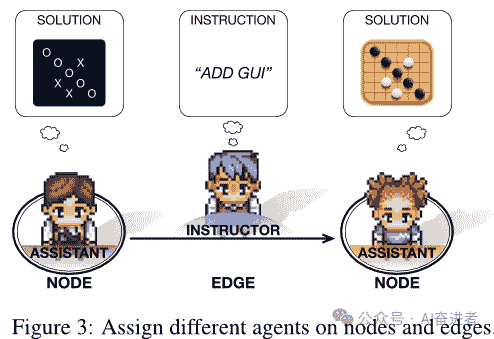 SOLUTION
INSTRUCTION
SOLUTION
O
O X
O
X O
X O
"ADD GUI"
ASSISTANT
INSTRUCTOR
ASSISTANT
NODE
EDGE
NODE
公众号 · AI奋进者
Figure 3: Assign different agents on nodes and edges.